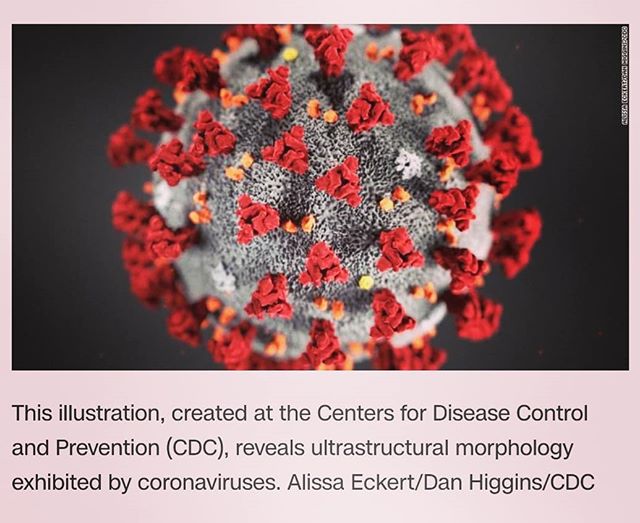 ALISSA ECKERT/DAN HIGGINS/CDC
This illustration, created at the Centers for Disease Control
and Prevention (CDC), reveals ultrastructural morphology
exhibited by coronaviruses. Alissa Eckert/Dan Higgins/CDC